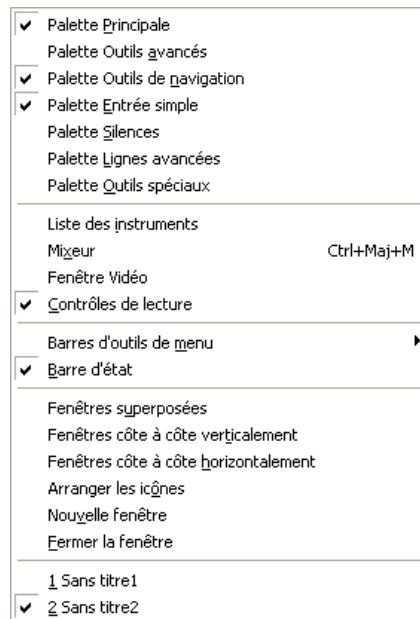 Palette Principale
Palette Outils avancés
Palette Outils de navigation
Palette Entrée simple
Palette Silences
Palette Lignes avancées
Palette Outils spéciaux
Liste des instruments
Mixeur Ctrl+Maj+M
Fenêtre Vidéo
Contrôles de lecture
Barres d'outils de menu
Barre d'état
Fenêtres superposées
Fenêtres côte à côte verticalement
Fenêtres côte à côte horizontalement
Arranger les icônes
Nouvelle fenêtre
Fermer la fenêtre
1 Sans titre1
2 Sans titre2